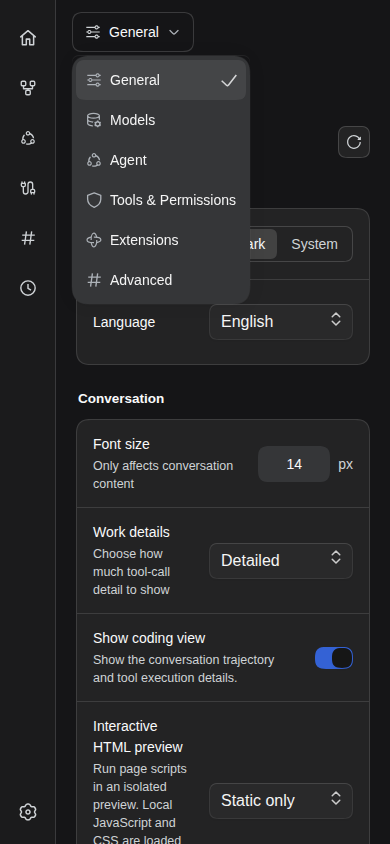 General
General
Models
Agent
Tools & Permissions
Extensions
Advanced
System
Language
English
Conversation
Font size
Only affects conversation
content
14
px
Work details
Choose how
much tool-call
detail to show
Detailed
Show coding view
Show the conversation trajectory
and tool execution details.
Interactive
HTML preview
Run page scripts
in an isolated
preview. Local
JavaScript and
CSS are loaded
Static only